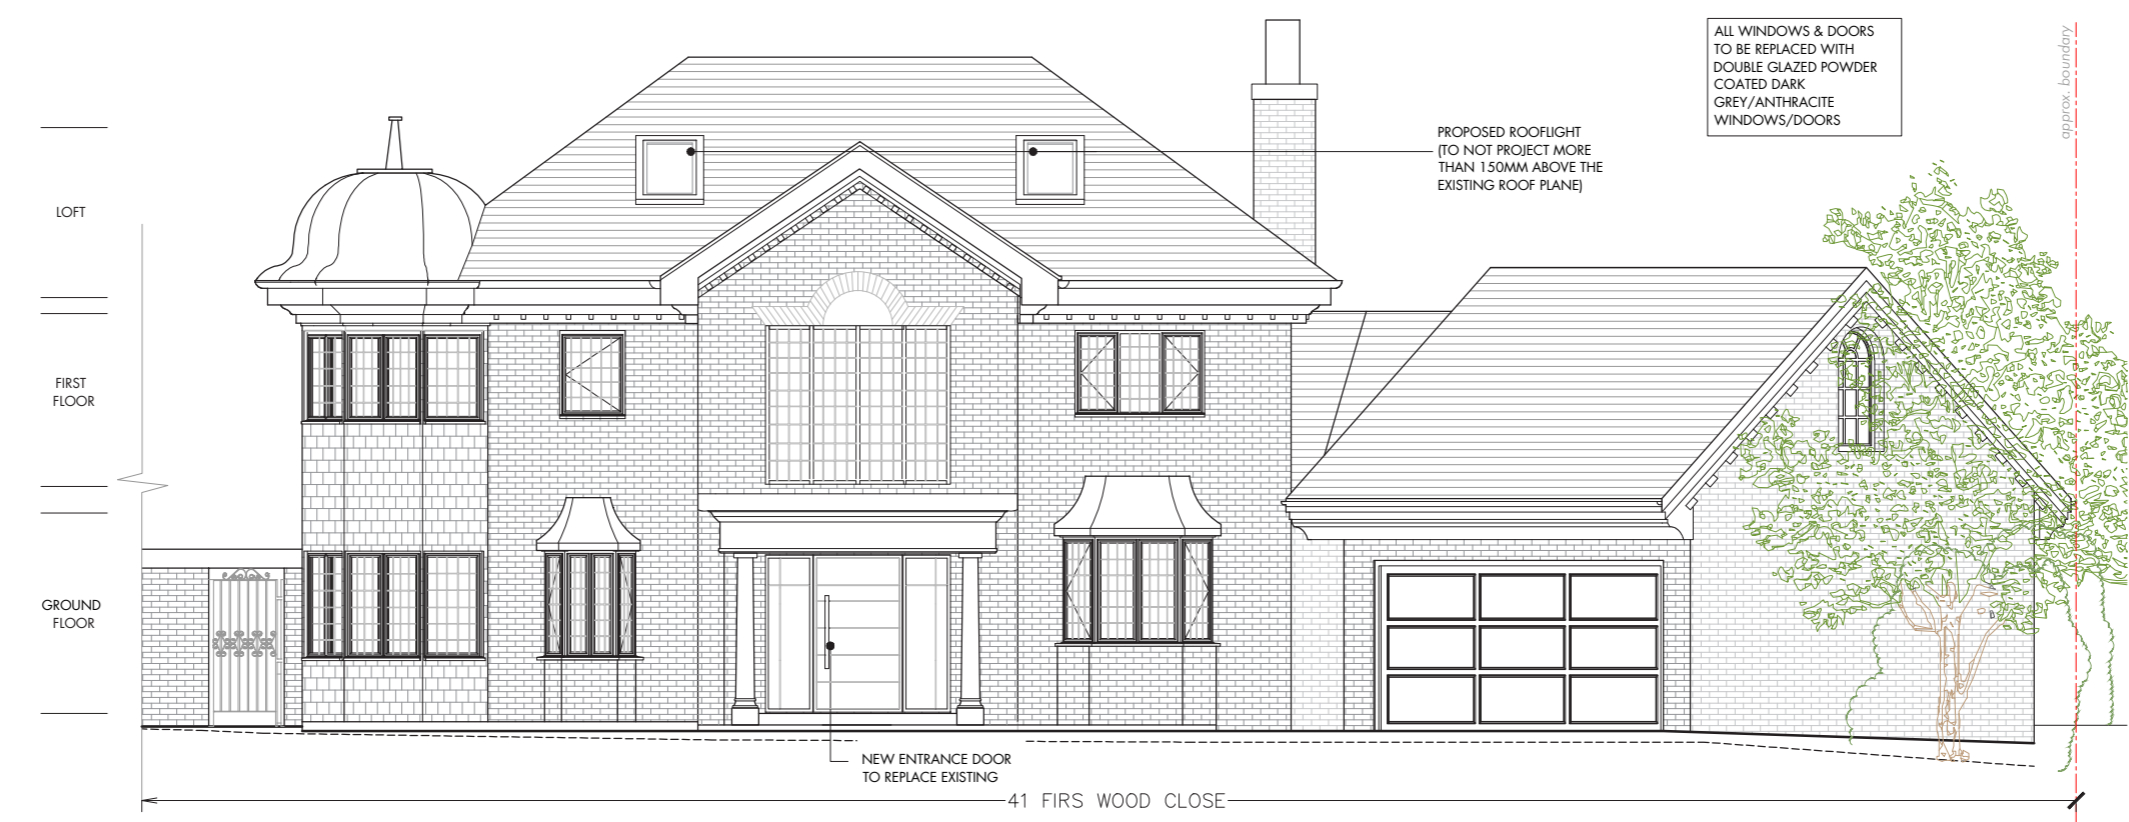 ALL WINDOWS & DOORS
TO BE REPLACED WITH
DOUBLE GLAZED POWDER
COATED DARK
GREY/ANTHRACITE
WINDOWS/DOORS
approx. boundary
PROPOSED ROOFLIGHT
(TO NOT PROJECT MORE
THAN 150MM ABOVE THE
EXISTING ROOF PLANE)
LOFT
FIRST
FLOOR
GROUND
FLOOR
NEW ENTRANCE DOOR
TO REPLACE EXISTING
41 FIRS WOOD CLOSE